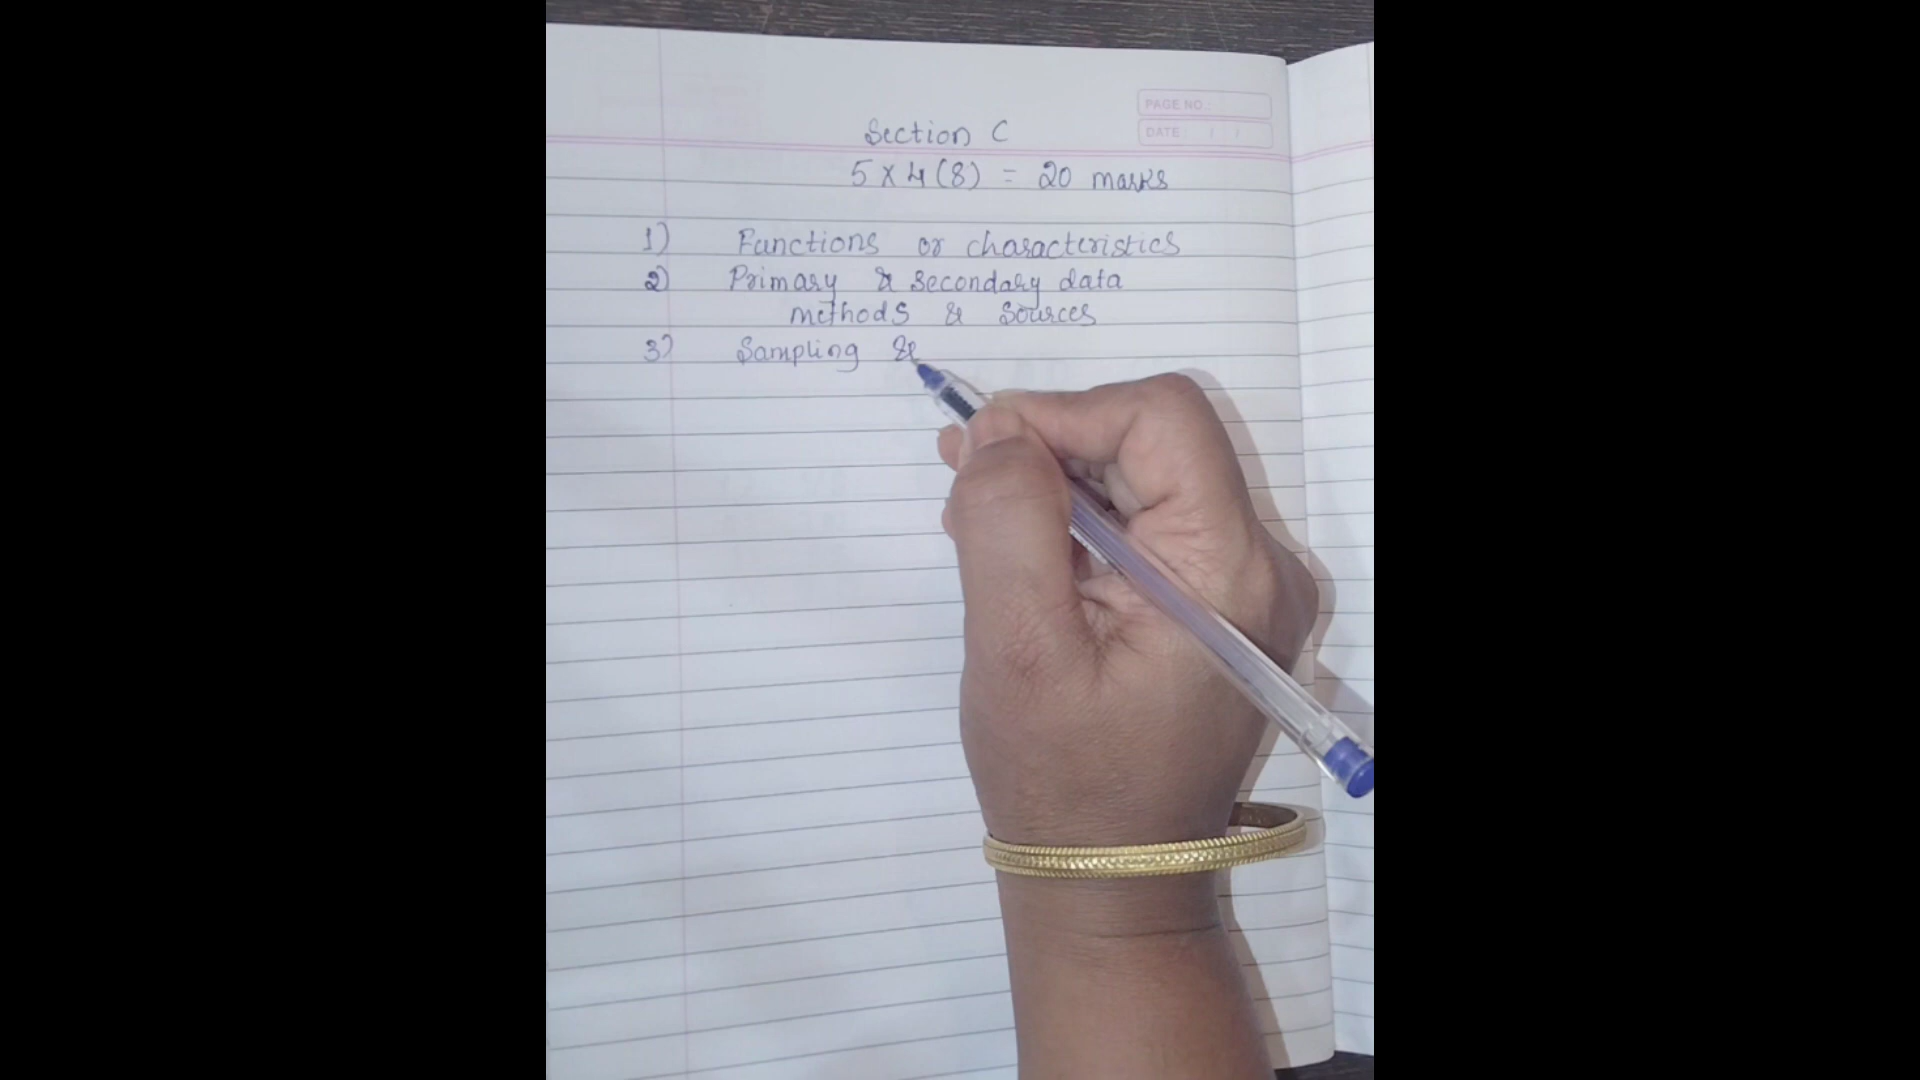 PAGE NO.:
DATE: / /
Section C
5 x 4 (8) = 20 marks
1) Functions or characteristics
2) Primary & Secondary data
methods & Sources
3) Sampling &